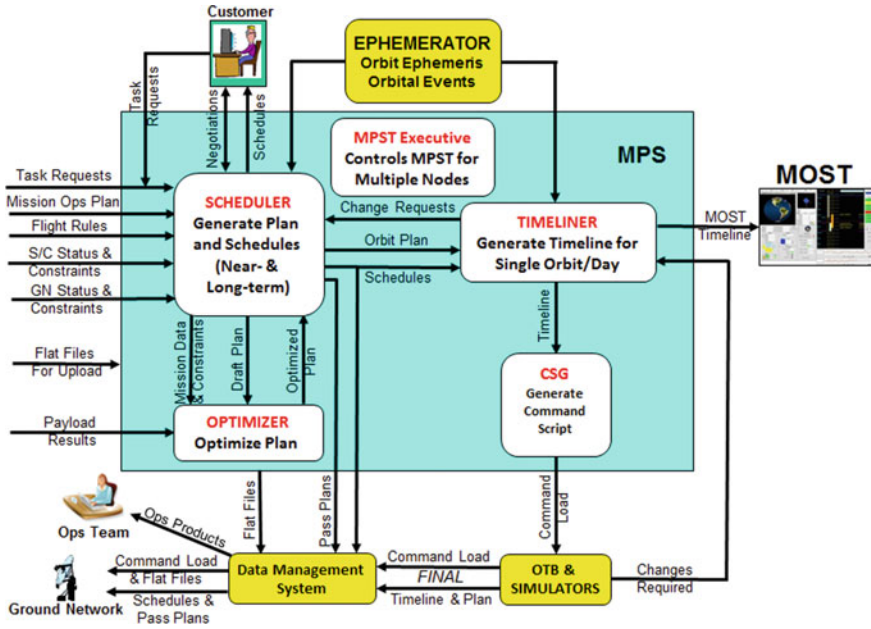 Customer
EPHEMERATOR
Orbit Ephemeris
Orbital Events
Task
Requests
Negotiations
Schedules
MPST Executive
Controls MPST for
Multiple Nodes
MPS
MOST
Task Requests
Mission Ops Plan
Flight Rules
S/C Status &
Constraints
GN Status &
Constraints
SCHEDULER
Generate Plan
and Schedules
(Near- &
Long-term)
Change Requests
Orbit Plan
Schedules
TIMELINER
Generate Timeline for
Single Orbit/Day
MOST
Timeline
Flat Files
For Upload
Mission Data
& Constraints
Draft Plan
Optimized
Plan
Timeline
CSG
Generate
Command
Script
Payload
Results
OPTIMIZER
Optimize Plan
Flat Files
Pass Plans
Command
Load
Ops Team
Ops Products
Command Load
& Flat Files
Ground Network
Schedules &
Pass Plans
Data Management
System
Command Load
FINAL
Timeline & Plan
OTB &
SIMULATORS
Changes
Required